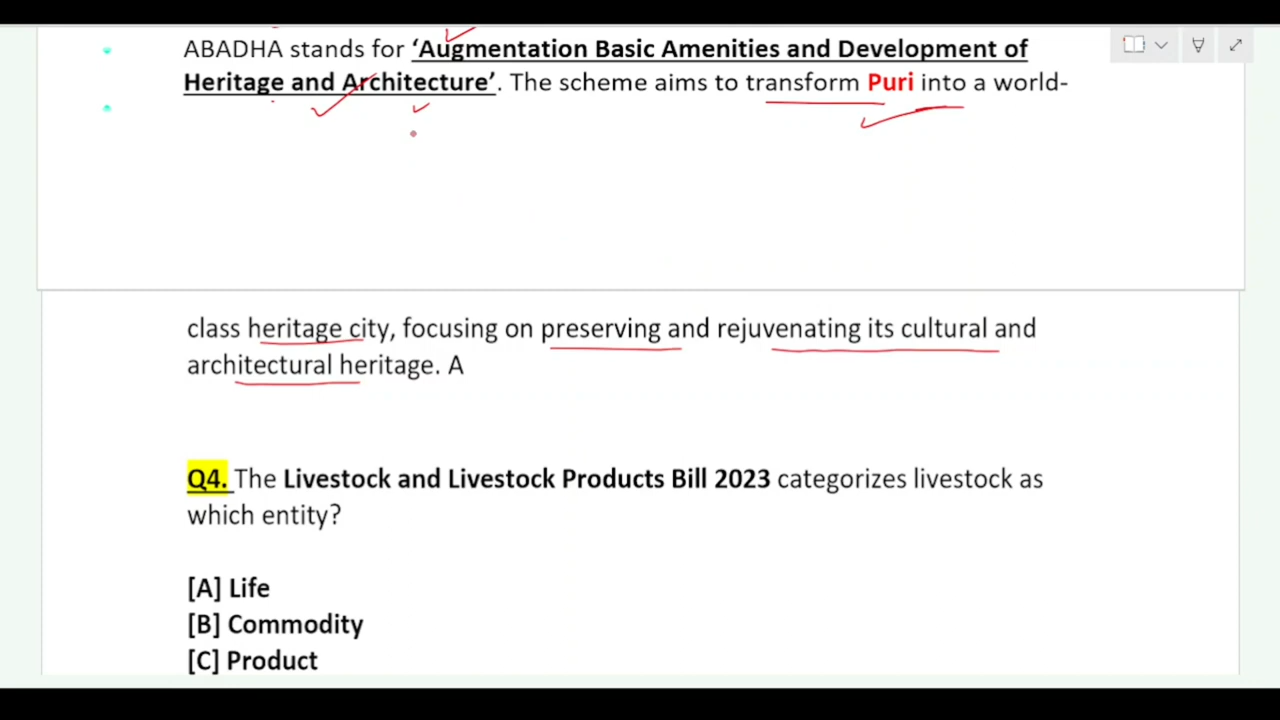 ABADHA stands for ‘Augmentation Basic Amenities and Development of
Heritage and Architecture’. The scheme aims to transform Puri into a world-
class heritage city, focusing on preserving and rejuvenating its cultural and
architectural heritage. A
Q4. The Livestock and Livestock Products Bill 2023 categorizes livestock as
which entity?
[A] Life
[B] Commodity
[C] Product